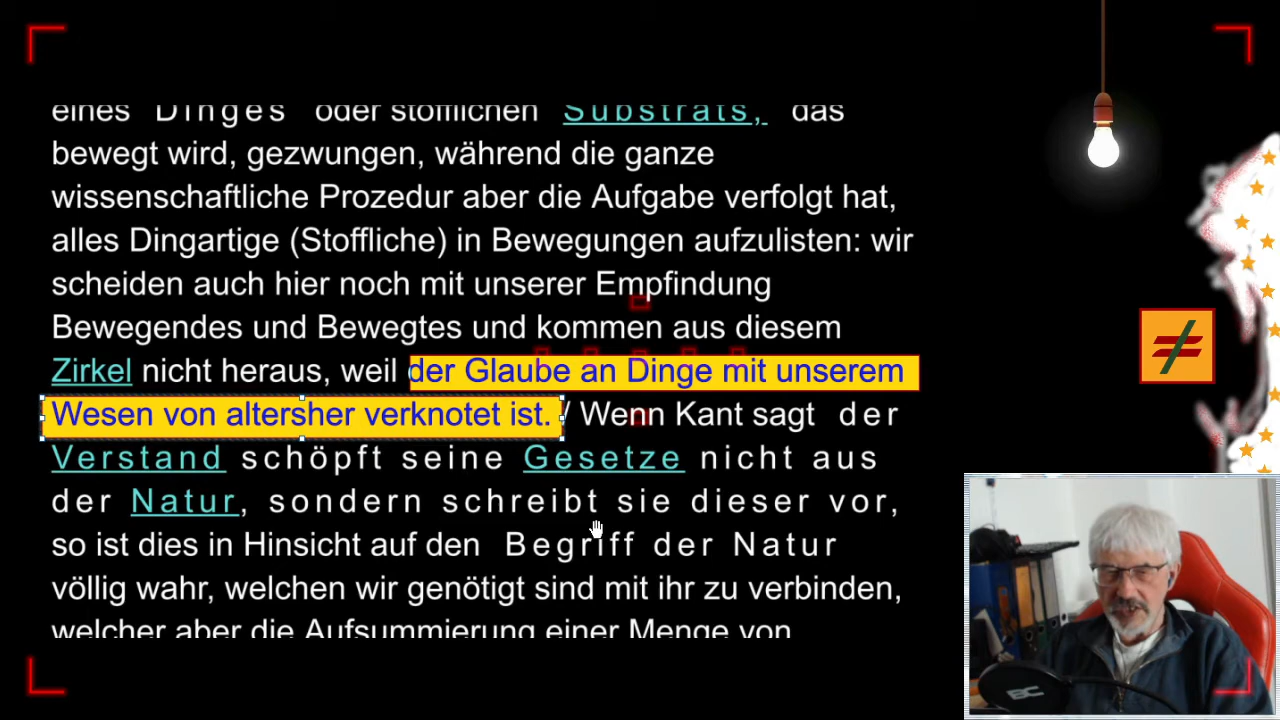 eines Dinges oder stofflichen Substrats, das
bewegt wird, gezwungen, während die ganze
wissenschaftliche Prozedur aber die Aufgabe verfolgt hat,
alles Dingartige (Stoffliche) in Bewegungen aufzulisten: wir
scheiden auch hier noch mit unserer Empfindung
Bewegendes und Bewegtes und kommen aus diesem
Zirkel nicht heraus, weil der Glaube an Dinge mit unserem
Wesen von altersher verknotet ist. / Wenn Kant sagt der
Verstand schöpft seine Gesetze nicht aus
der Natur, sondern schreibt sie dieser vor,
so ist dies in Hinsicht auf den Begriff der Natur
völlig wahr, welchen wir genötigt sind mit ihr zu verbinden,
welcher aber die Aufsummierung einer Menge von
BC